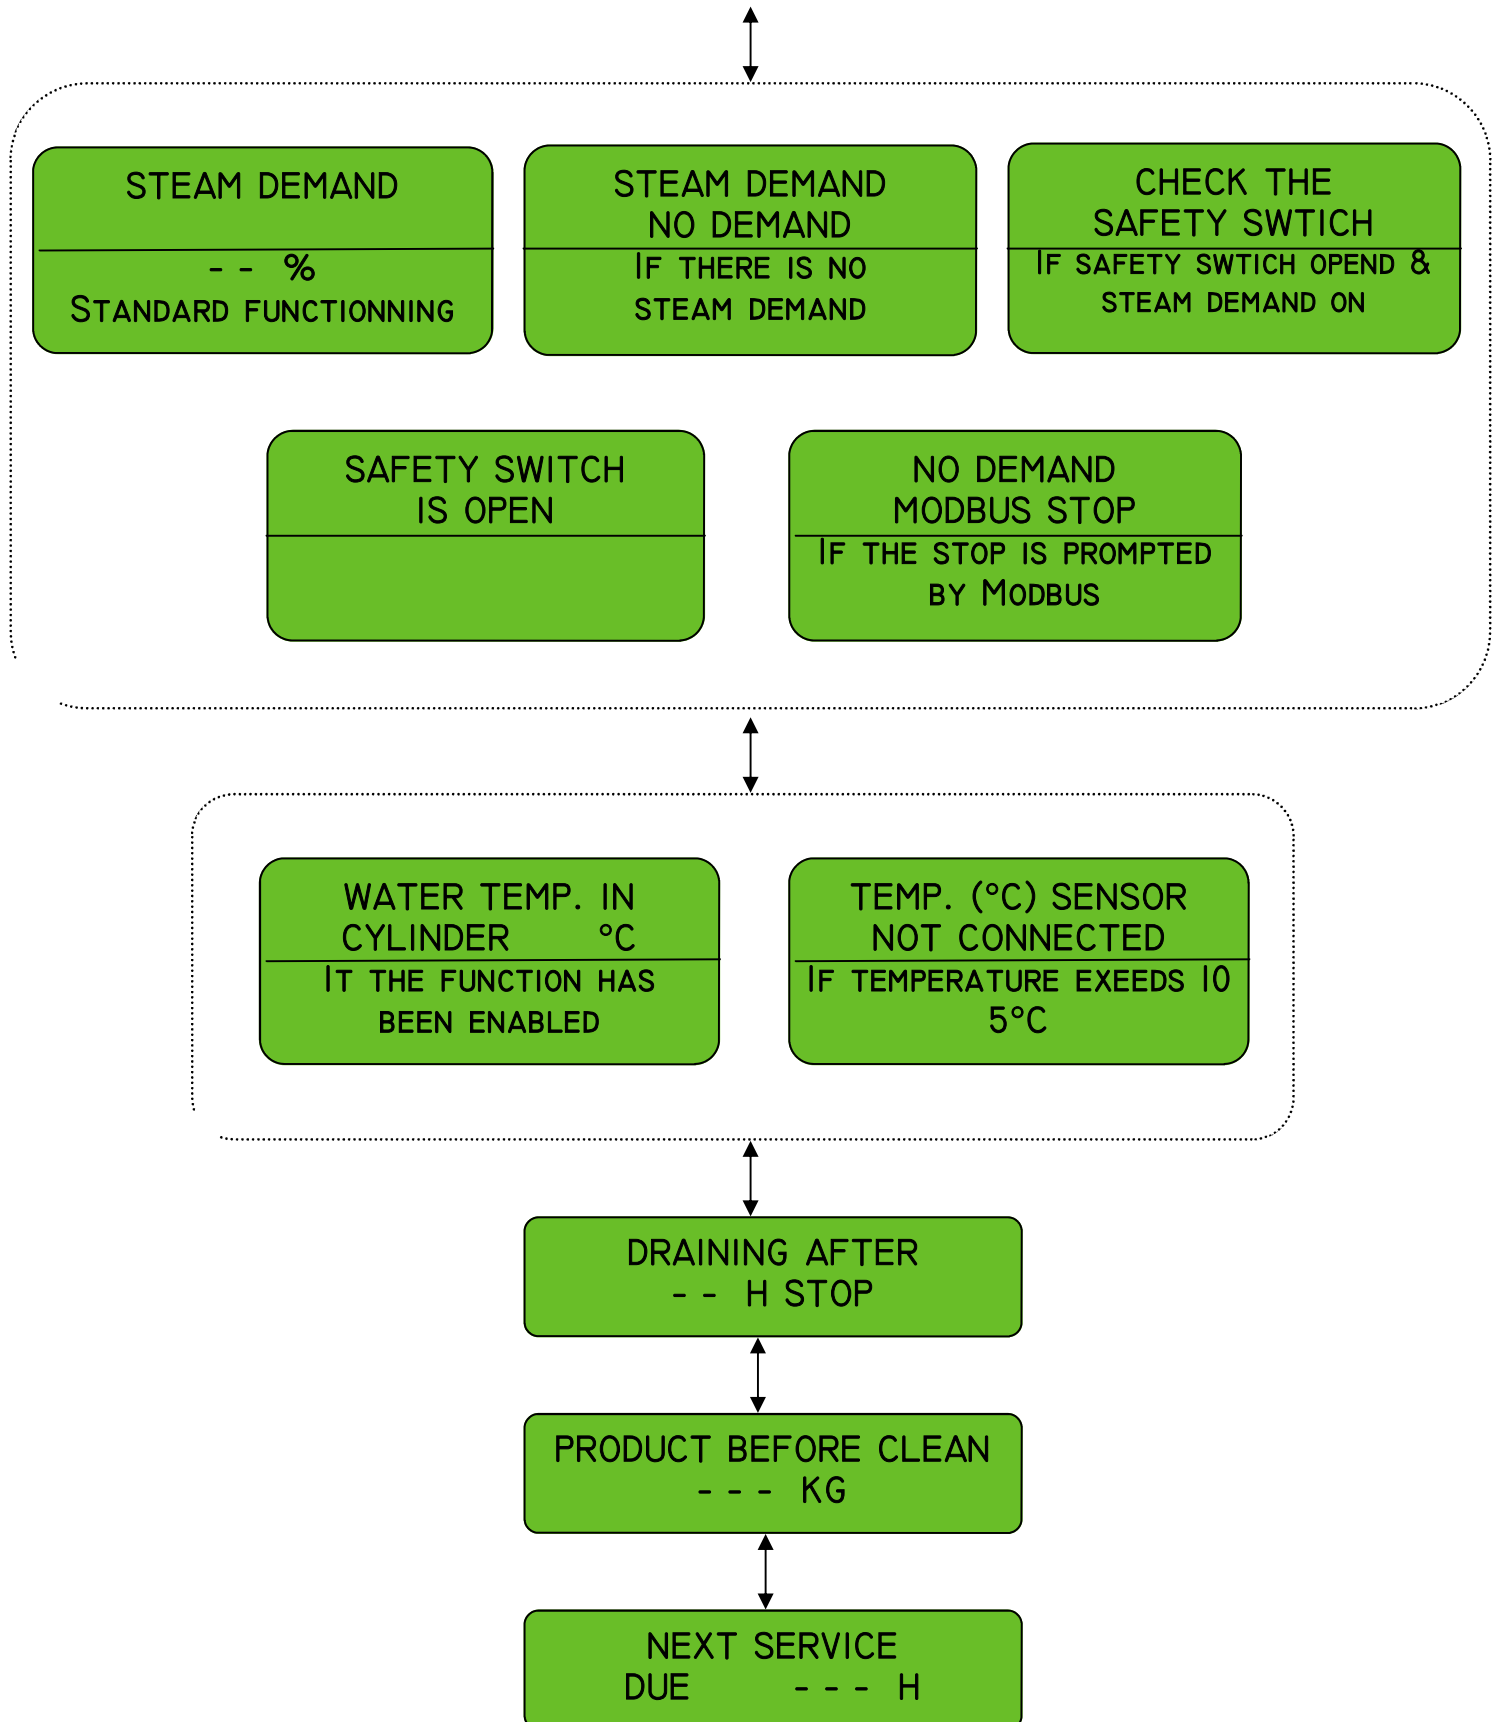 STEAM DEMAND
-- %
STANDARD FUNCTIONNING
STEAM DEMAND
NO DEMAND
IF THERE IS NO
STEAM DEMAND
CHECK THE
SAFETY SWTICH
IF SAFETY SWTICH OPEND &
STEAM DEMAND ON
SAFETY SWITCH
IS OPEN
NO DEMAND
MODBUS STOP
IF THE STOP IS PROMPTED
BY MODBUS
WATER TEMP. IN
CYLINDER °C
IT THE FUNCTION HAS
BEEN ENABLED
TEMP. (°C) SENSOR
NOT CONNECTED
IF TEMPERATURE EXEEDS 10
5°C
DRAINING AFTER
-- H STOP
PRODUCT BEFORE CLEAN
--- KG
NEXT SERVICE
DUE --- H